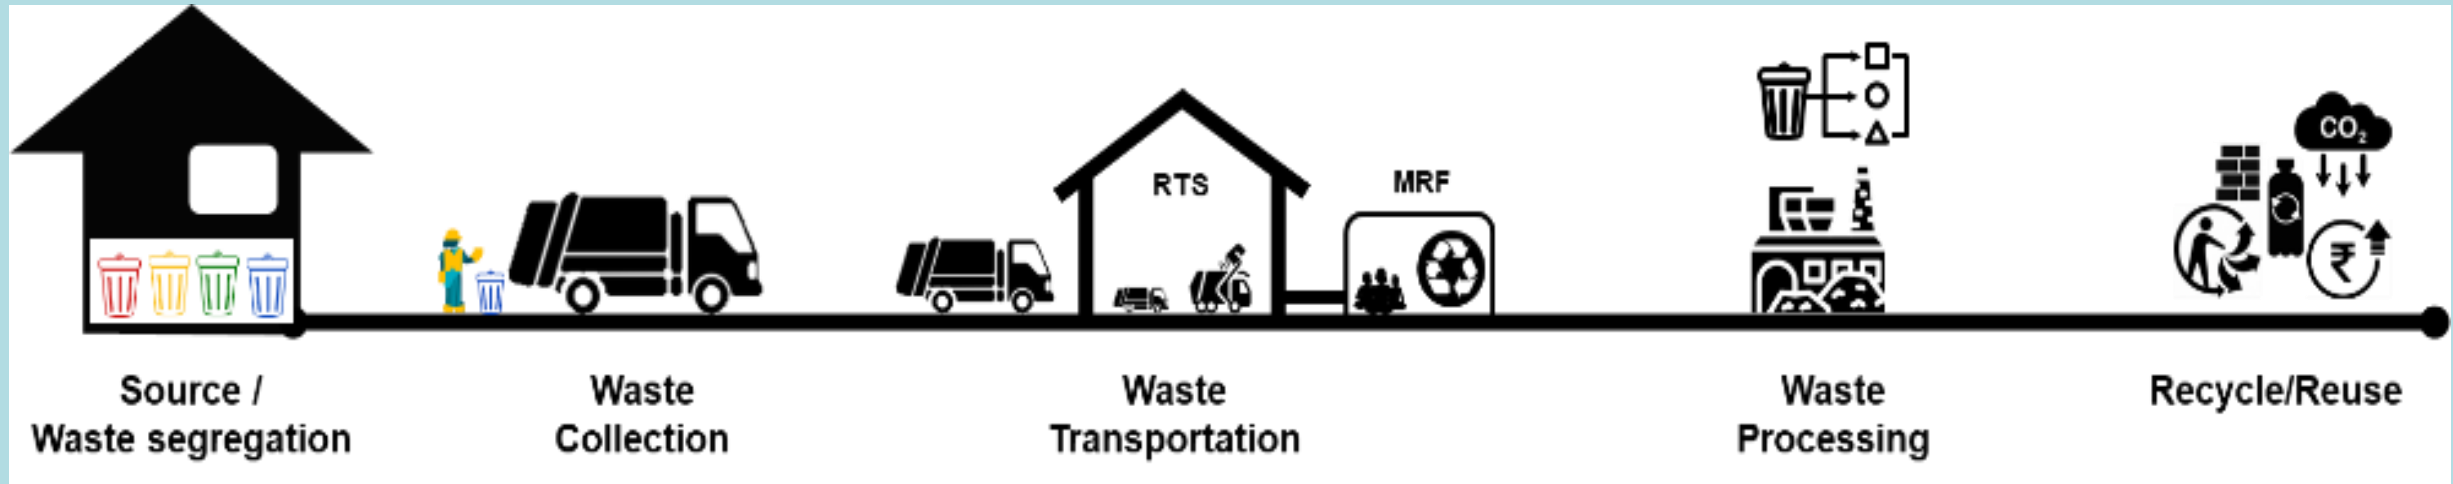 RTS
MRF
CO₂
₹
Source /
Waste segregation
Waste
Collection
Waste
Transportation
Waste
Processing
Recycle/Reuse